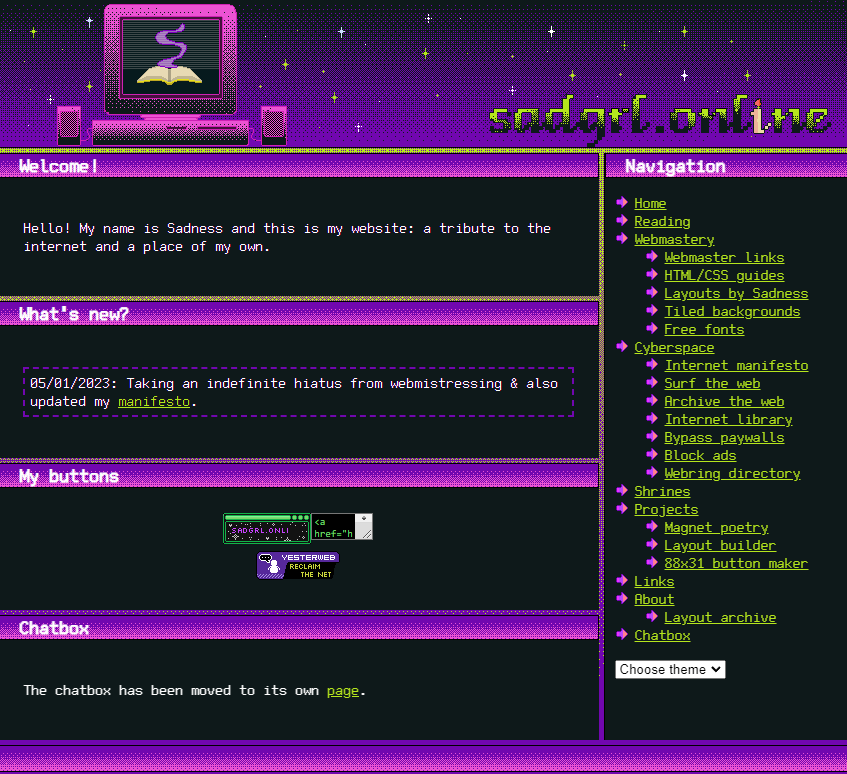 sadgrl.online
Welcome!
Hello! My name is Sadness and this is my website: a tribute to the
internet and a place of my own.
What's new?
05/01/2023: Taking an indefinite hiatus from webmistressing & also
updated my manifesto.
My buttons
SADGRL.ONLI
<a
href="h
YESTERWEB
RECLAIM
THE NET
Chatbox
The chatbox has been moved to its own page.
Navigation
Home
Reading
Webmastery
Webmaster links
HTML/CSS guides
Layouts by Sadness
Tiled backgrounds
Free fonts
Cyberspace
Internet manifesto
Surf the web
Archive the web
Internet library
Bypass paywalls
Block ads
Webring directory
Shrines
Projects
Magnet poetry
Layout builder
88x31 button maker
Links
About
Layout archive
Chatbox
Choose theme